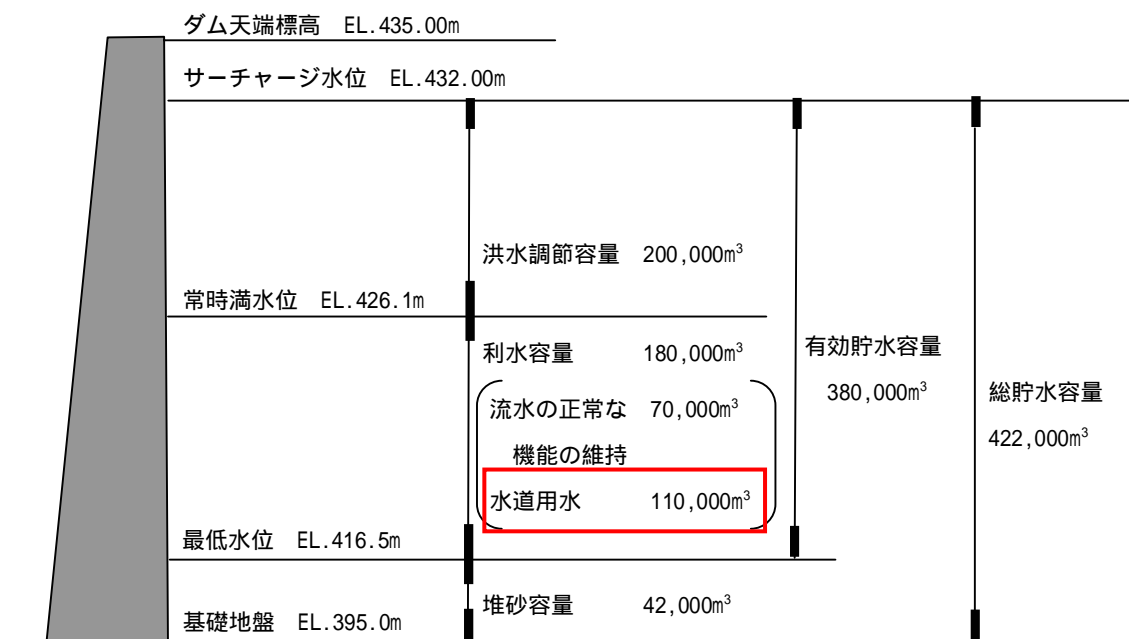 ダム天端標高 EL.435.00m
サーチャージ水位 EL.432.00m
洪水調節容量 200,000m³
常時満水位 EL.426.1m
利水容量 180,000m³
有効貯水容量
380,000m³
総貯水容量
422,000m³
流水の正常な 70,000m³
機能の維持
水道用水 110,000m³
最低水位 EL.416.5m
堆砂容量 42,000m³
基礎地盤 EL.395.0m